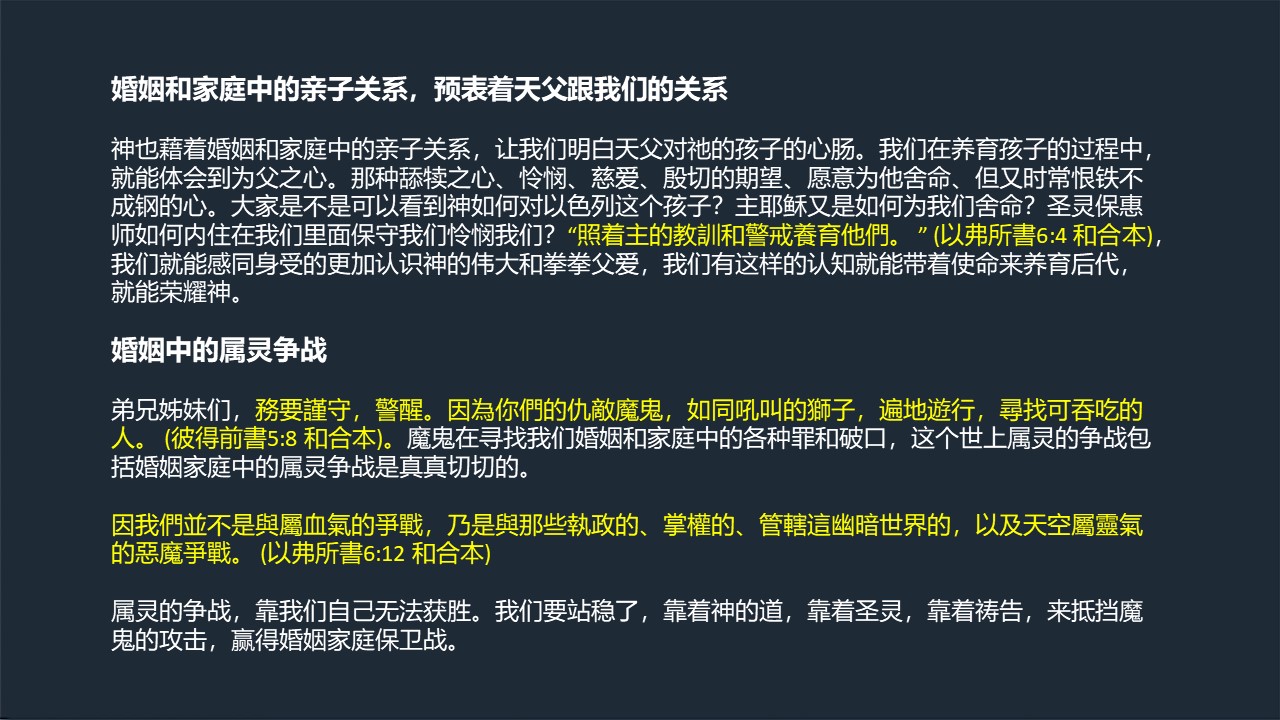 婚姻和家庭中的亲子关系，预表着天父跟我们的关系
神也藉着婚姻和家庭中的亲子关系，让我们明白天父对祂的孩子的心肠。我们在养育孩子的过程中，
就能体会到为父之心。那种舔犊之心、怜悯、慈爱、殷切的期望、愿意为他舍命、但又时常恨铁不
成钢的心。大家是不是可以看到神如何对以色列这个孩子？主耶稣又是如何为我们舍命？圣灵保惠
师如何内住在我们里面保守我们怜悯我们？“照着主的教訓和警戒養育他們。 ” (以弗所書6:4 和合本)，
我们就能感同身受的更加认识神的伟大和拳拳父爱，我们有这样的认知就能带着使命来养育后代，
就能荣耀神。
婚姻中的属灵争战
弟兄姊妹们，務要謹守，警醒。因為你們的仇敵魔鬼，如同吼叫的獅子，遍地遊行，尋找可吞吃的
人。 (彼得前書5:8 和合本)。魔鬼在寻找我们婚姻和家庭中的各种罪和破口，这个世上属灵的争战包
括婚姻家庭中的属灵争战是真真切切的。
因我們並不是與屬血氣的爭戰，乃是與那些執政的、掌權的、管轄這幽暗世界的，以及天空屬靈氣
的惡魔爭戰。 (以弗所書6:12 和合本)
属灵的争战，靠我们自己无法获胜。我们要站稳了，靠着神的道，靠着圣灵，靠着祷告，来抵挡魔
鬼的攻击，赢得婚姻家庭保卫战。